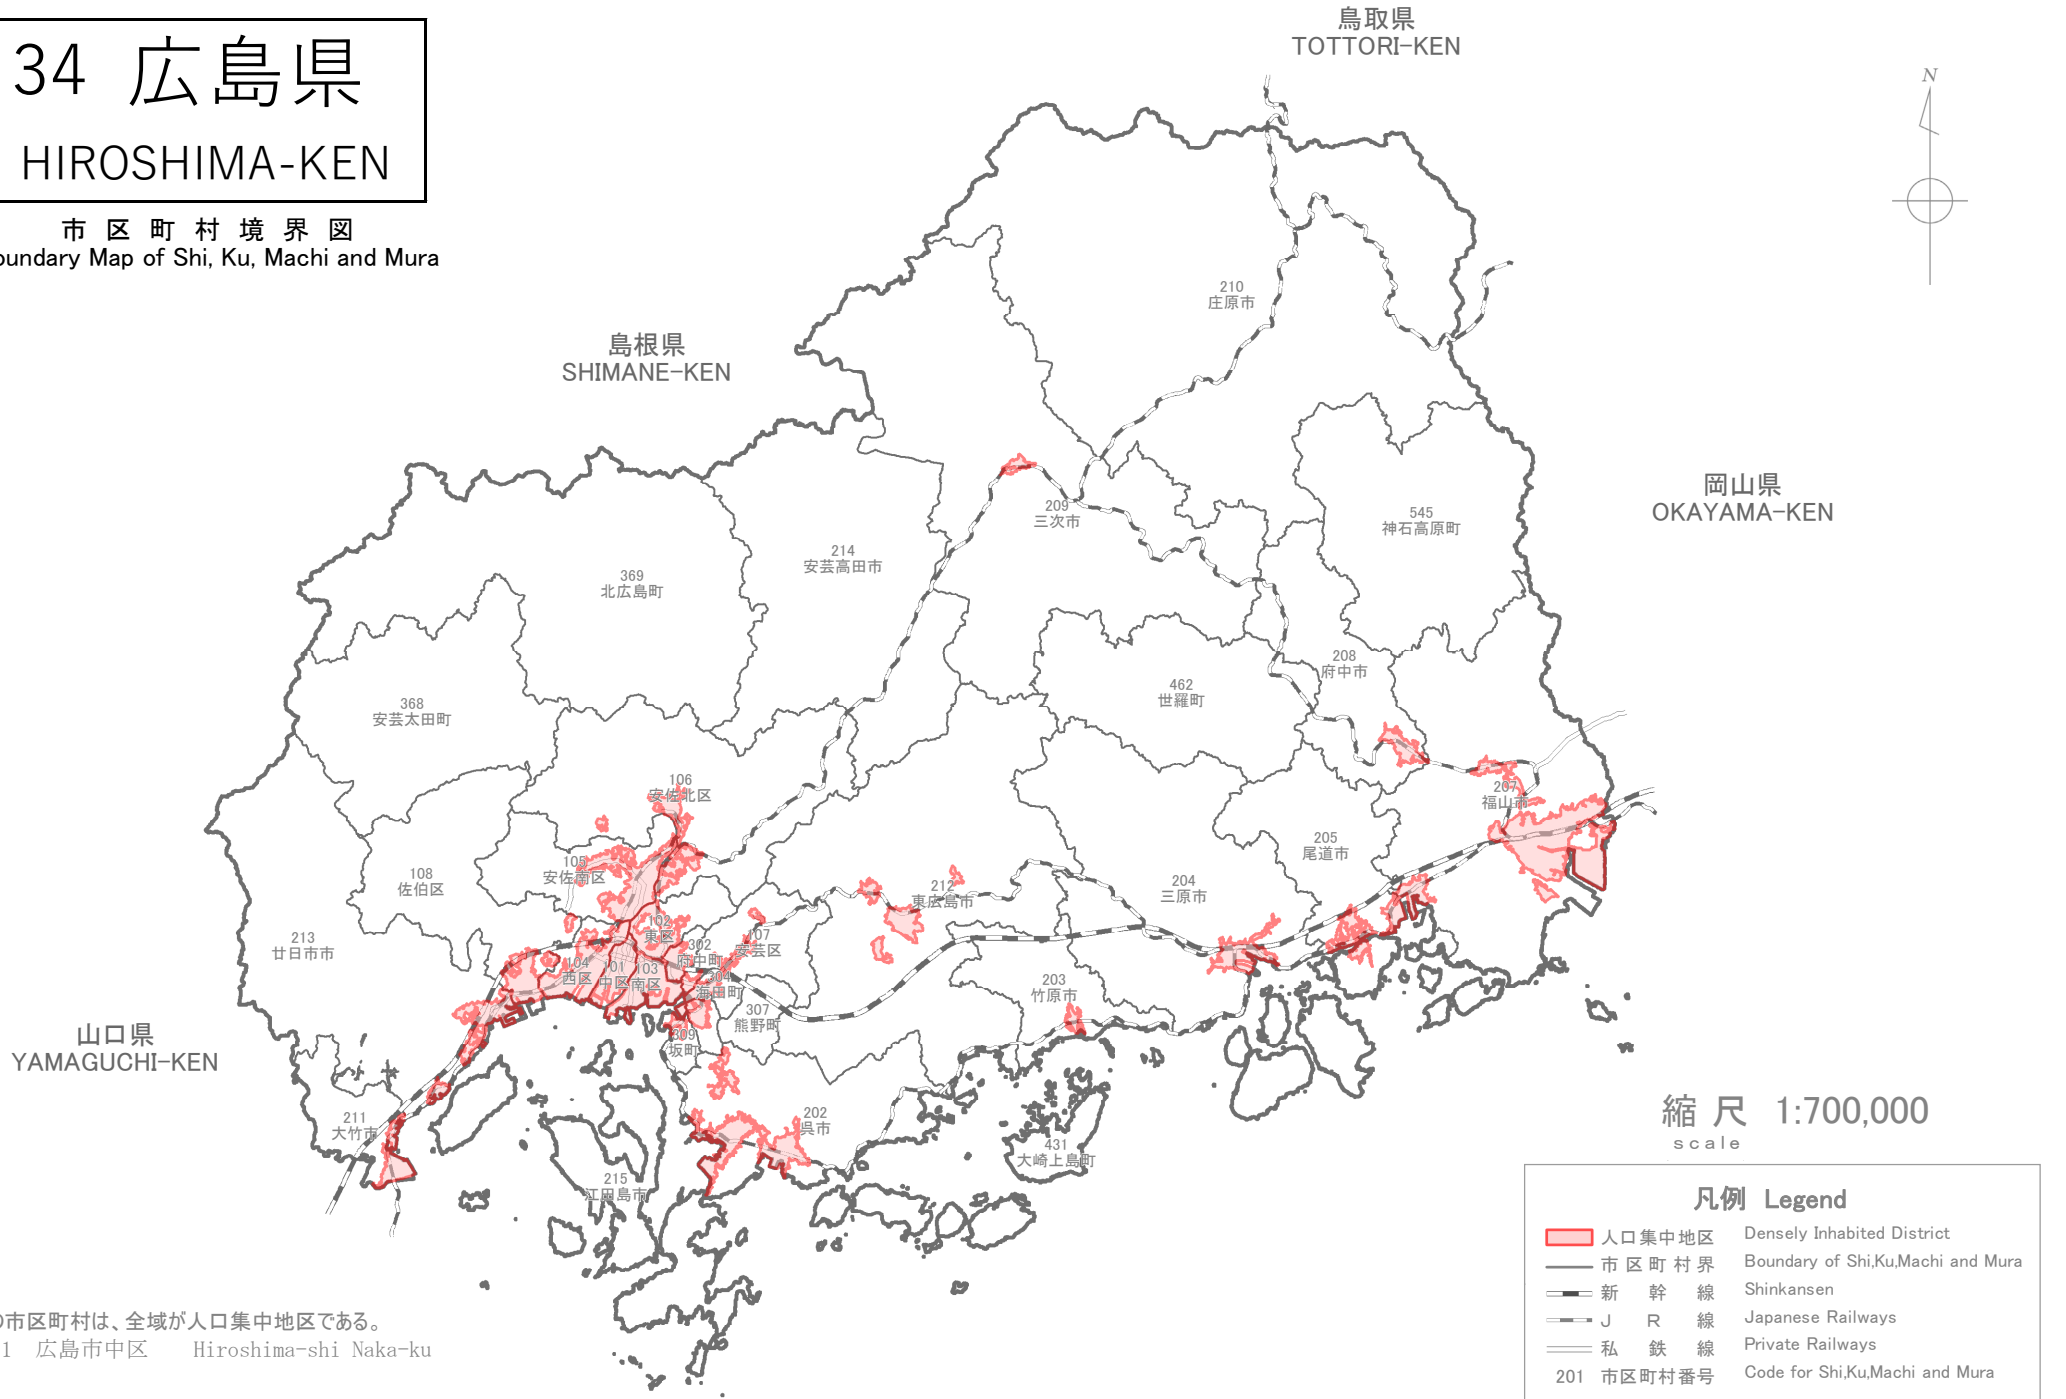 34 広島県
HIROSHIMA-KEN
市区町村境界図
oundary Map of Shi, Ku, Machi and Mura
鳥取県
TOTTORI-KEN
N
島根県
SHIMANE-KEN
岡山県
OKAYAMA-KEN
山口県
YAMAGUCHI-KEN
210
庄原市
209
三次市
545
神石高原町
214
安芸高田市
369
北広島町
208
府中市
462
世羅町
368
安芸太田町
106
安佐北区
207
福山市
205
尾道市
105
安佐南区
108
佐伯区
204
三原市
212
東広島市
213
廿日市市
102
東区
107
安芸区
302
府中町
104
西区
101
中区
103
南区
304
海田町
203
竹原市
307
熊野町
309
坂町
211
大竹市
202
呉市
431
大崎上島町
215
江田島市
縮尺 1:700,000
scale
凡例 Legend
人口集中地区 Densely Inhabited District
市区町村界 Boundary of Shi,Ku,Machi and Mura
新幹線 Shinkansen
JR線 Japanese Railways
私鉄線 Private Railways
201 市区町村番号 Code for Shi,Ku,Machi and Mura
の市区町村は、全域が人口集中地区である。
1 広島市中区 Hiroshima-shi Naka-ku